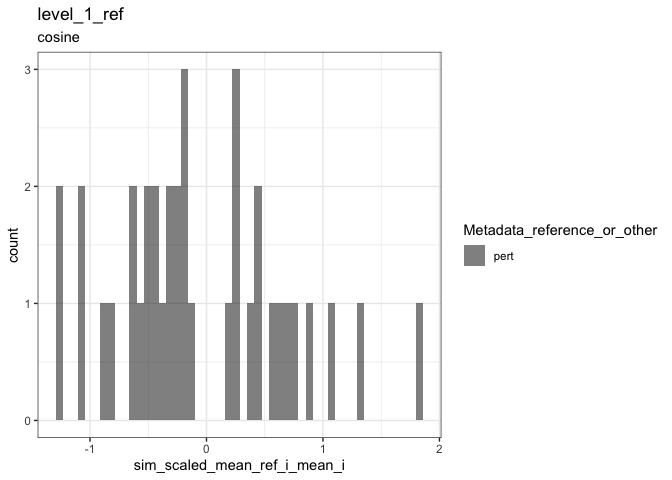 level_1_ref
cosine
3
2
1
0
count
-1
0
1
2
sim_scaled_mean_ref_i_mean_i
Metadata_reference_or_other
pert